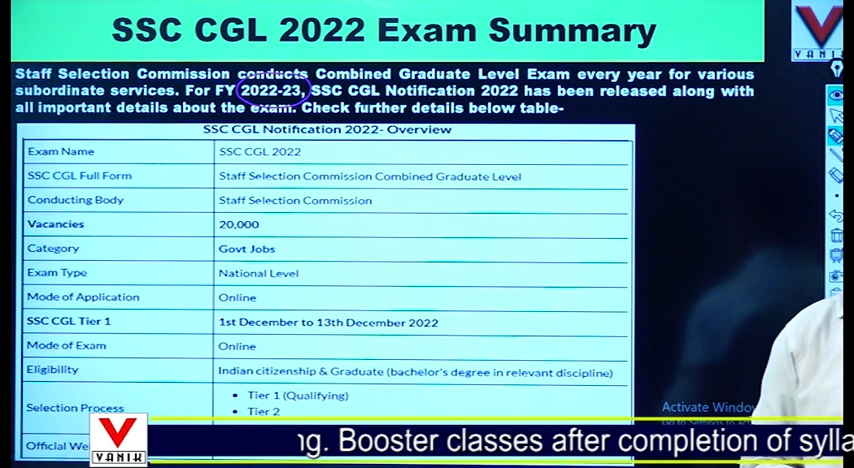 SSC CGL 2022 Exam Summary
VANIK
Staff Selection Commission conducts Combined Graduate Level Exam every year for various
subordinate services. For FY 2022-23, SSC CGL Notification 2022 has been released along with
all important details about the exam. Check further details below table-
SSC CGL Notification 2022- Overview
Exam Name SSC CGL 2022
SSC CGL Full Form Staff Selection Commission Combined Graduate Level
Conducting Body Staff Selection Commission
Vacancies 20,000
Category Govt Jobs
Exam Type National Level
Mode of Application Online
SSC CGL Tier 1 1st December to 13th December 2022
Mode of Exam Online
Eligibility Indian citizenship & Graduate (bachelor's degree in relevant discipline)
Selection Process
• Tier 1 (Qualifying)
• Tier 2
Activate Windo
Official We
VANIK
ng. Booster classes after completion of sylla